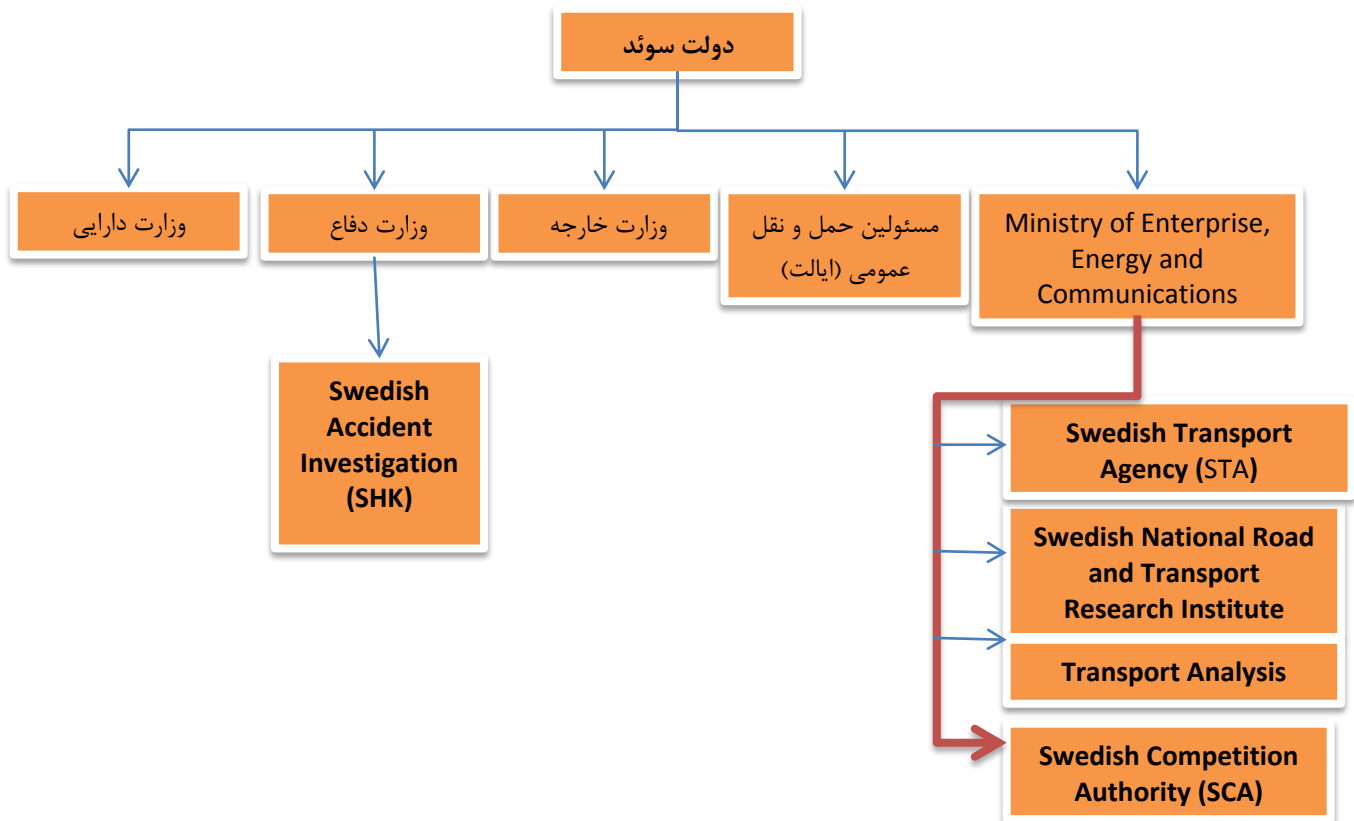 دولت سوئد
وزارت دارایی
وزارت دفاع
وزارت خارجه
مسئولین حمل و نقل
عمومی (ایالت)
Ministry of Enterprise,
Energy and
Communications
Swedish
Accident
Investigation
(SHK)
Swedish Transport
Agency (STA)
Swedish National Road
and Transport
Research Institute
Transport Analysis
Swedish Competition
Authority (SCA)